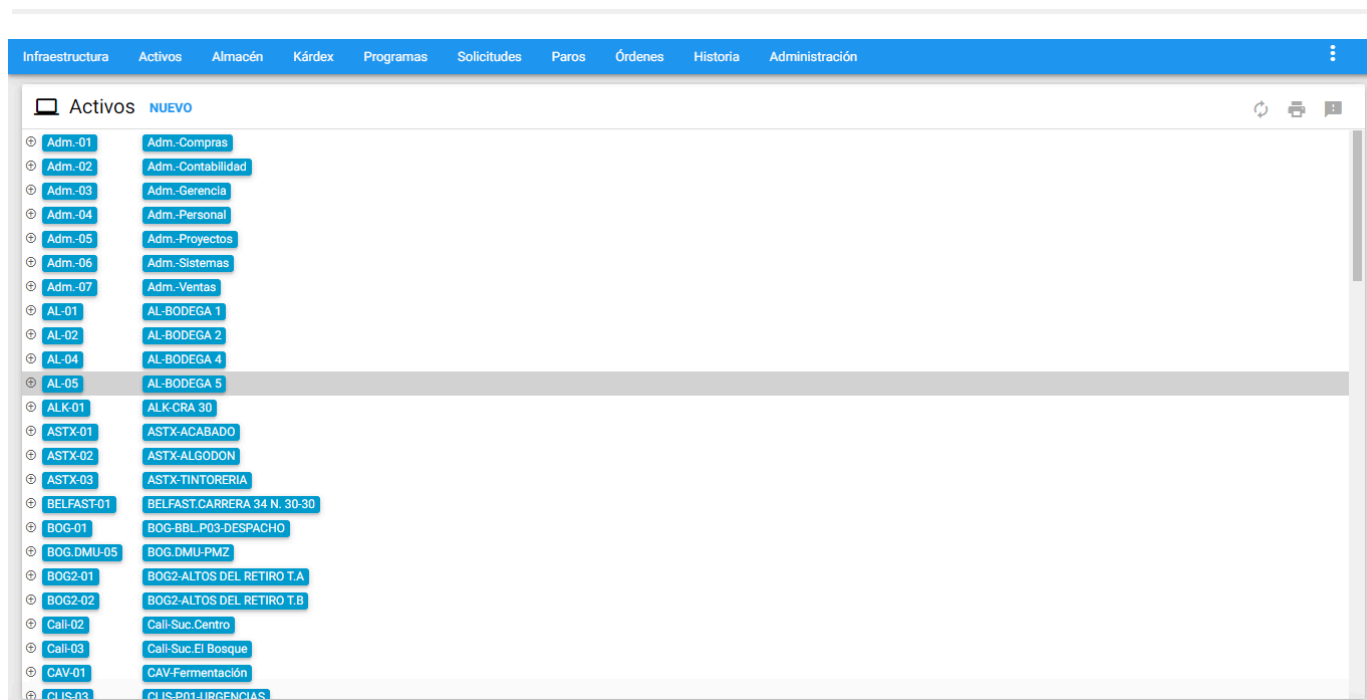 Infraestructura Activos Almacén Kárdex Programas Solicitudes Paros Órdenes Historia Administración
Activos NUEVO
Adm.-01 Adm.-Compras
Adm.-02 Adm.-Contabilidad
Adm.-03 Adm.-Gerencia
Adm.-04 Adm.-Personal
Adm.-05 Adm.-Proyectos
Adm.-06 Adm.-Sistemas
Adm.-07 Adm.-Ventas
AL-01 AL-BODEGA 1
AL-02 AL-BODEGA 2
AL-04 AL-BODEGA 4
AL-05 AL-BODEGA 5
ALK-01 ALK-CRA 30
ASTX-01 ASTX-ACABADO
ASTX-02 ASTX-ALGODON
ASTX-03 ASTX-TINTORERIA
BELFAST-01 BELFAST.CARRERA 34 N. 30-30
BOG-01 BOG-BBL.P03-DESPACHO
BOG.DMU-05 BOG.DMU-PMZ
BOG2-01 BOG2-ALTOS DEL RETIRO T.A
BOG2-02 BOG2-ALTOS DEL RETIRO T.B
Cali-02 Cali-Suc.Centro
Cali-03 Cali-Suc.El Bosque
CAV-01 CAV-Fermentación
CLIS-03 CLIS-P01-URGENCIAS